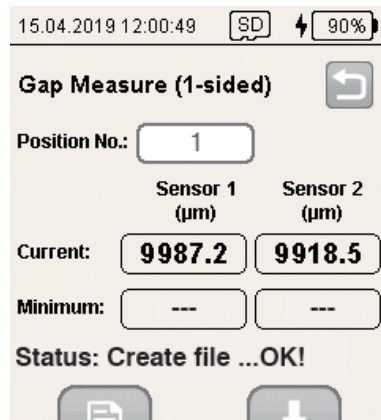 15.04.2019 12:00:49 SD 90%
Gap Measure (1-sided)
Position No.: 1
Sensor 1 Sensor 2
(µm) (µm)
Current: 9987.2 9918.5
Minimum: --- ---
Status: Create file ...OK!